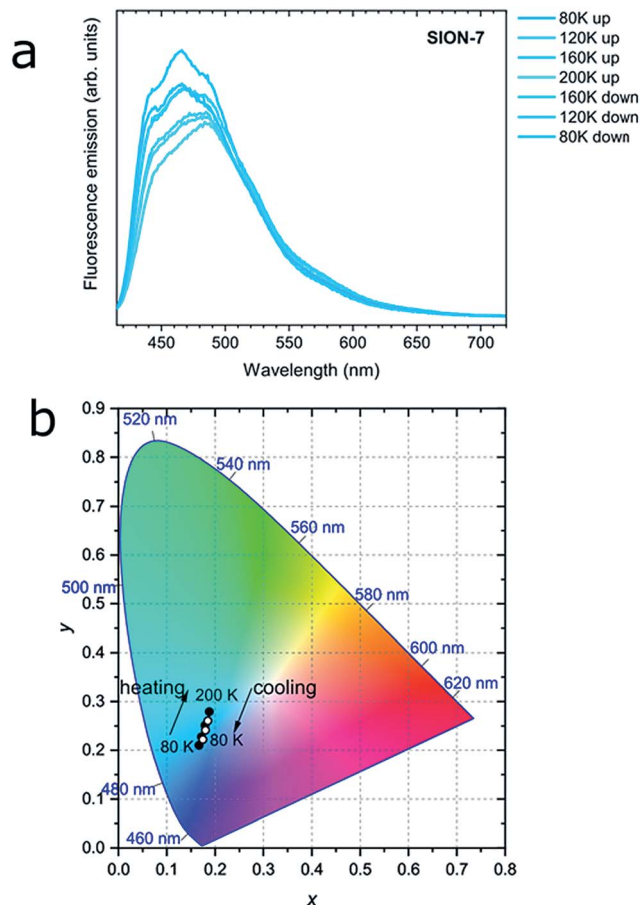 a
SION-7
80K up
120K up
160K up
200K up
160K down
120K down
80K down
Fluorescence emission (arb. units)
450 500 550 600 650 700
Wavelength (nm)
b
0.9
0.8
0.7
0.6
0.5
0.4
0.3
0.2
0.1
0.0
y
520 nm
540 nm
560 nm
500 nm
580 nm
600 nm
620 nm
heating
200 K
cooling
80 K
80 K
480 nm
460 nm
0.0 0.1 0.2 0.3 0.4 0.5 0.6 0.7 0.8
x